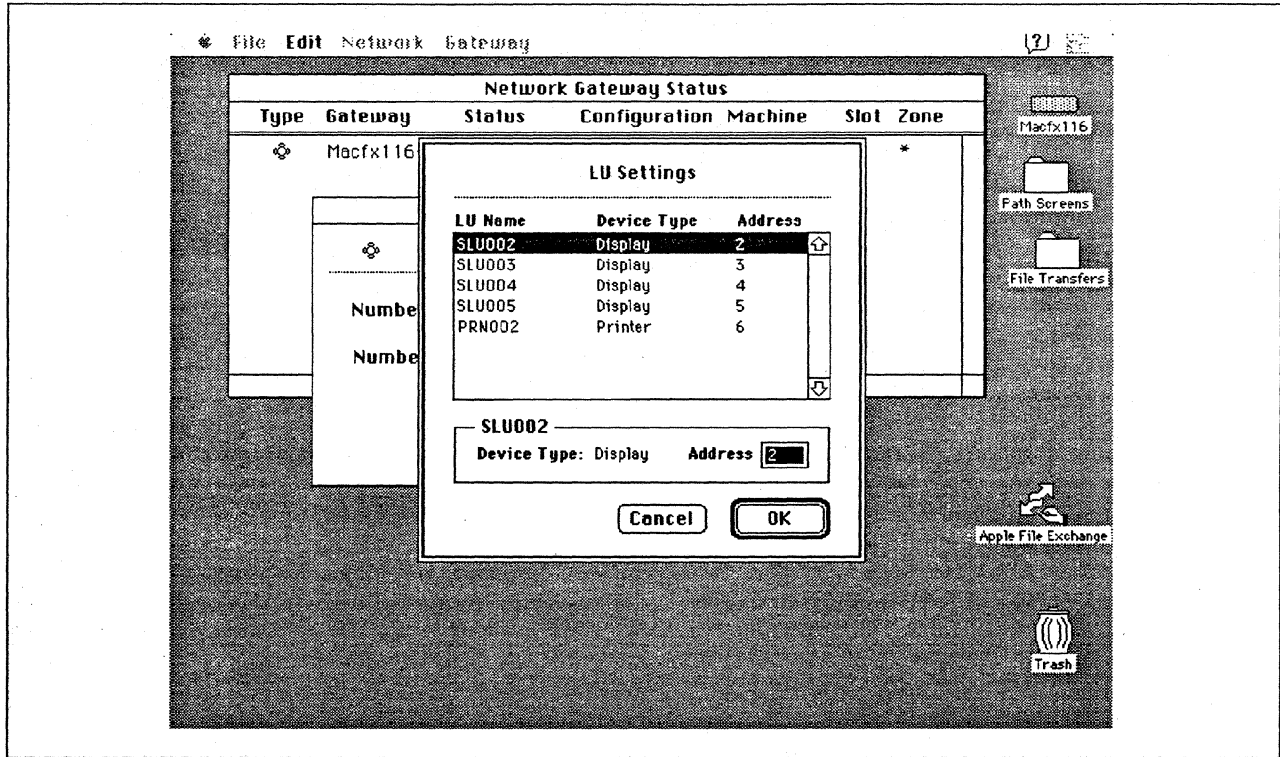 File Edit Network Gateway
Network Gateway Status
Type Gateway Status Configuration Machine Slot Zone
Macfx116 *
Macfx116
Path Screens
File Transfers
LU Settings
LU Name Device Type Address
SLU002 Display 2
SLU003 Display 3
SLU004 Display 4
SLU005 Display 5
PRN002 Printer 6
Numbe
Numbe
SLU002
Device Type: Display Address 2
Cancel OK
Apple File Exchange
Trash